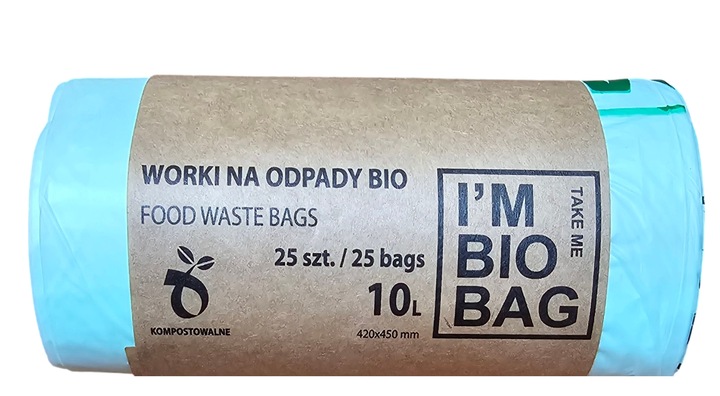 WORKI NA ODPADY BIO
FOOD WASTE BAGS
25 szt. / 25 bags
10L
420x450 mm
KOMPOSTOWALNE
I'M
BIO
BAG
TAKE ME